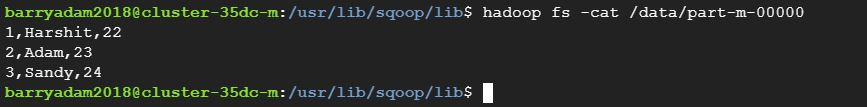 barryadam2018@cluster-35dc-m:/usr/lib/sqoop/lib$ hadoop fs -cat /data/part-m-00000
1,Harshit,22
2,Adam,23
3,Sandy,24
barryadam2018@cluster-35dc-m:/usr/lib/sqoop/lib$